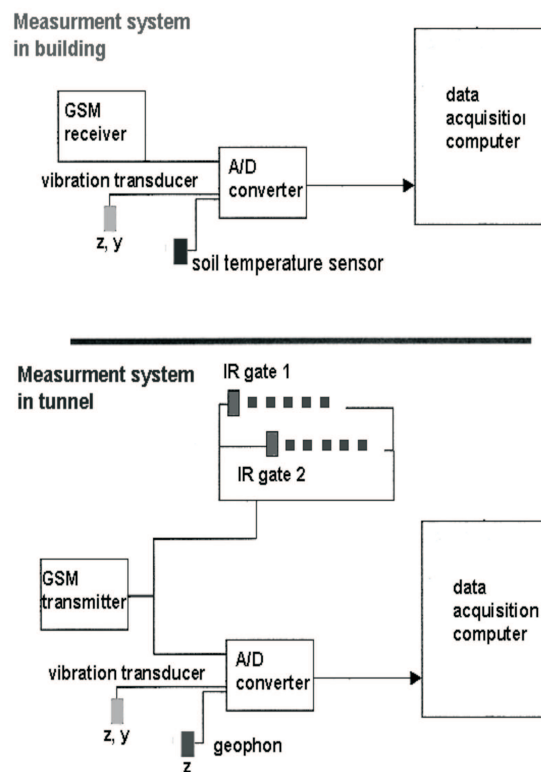 Measurment system
in building
GSM
receiver
data
acquisition
computer
A/D
converter
vibration transducer
z, y
soil temperature sensor
Measurment system
in tunnel
IR gate 1
IR gate 2
GSM
transmitter
data
acquisition
computer
A/D
converter
vibration transducer
z, y
geophon
z